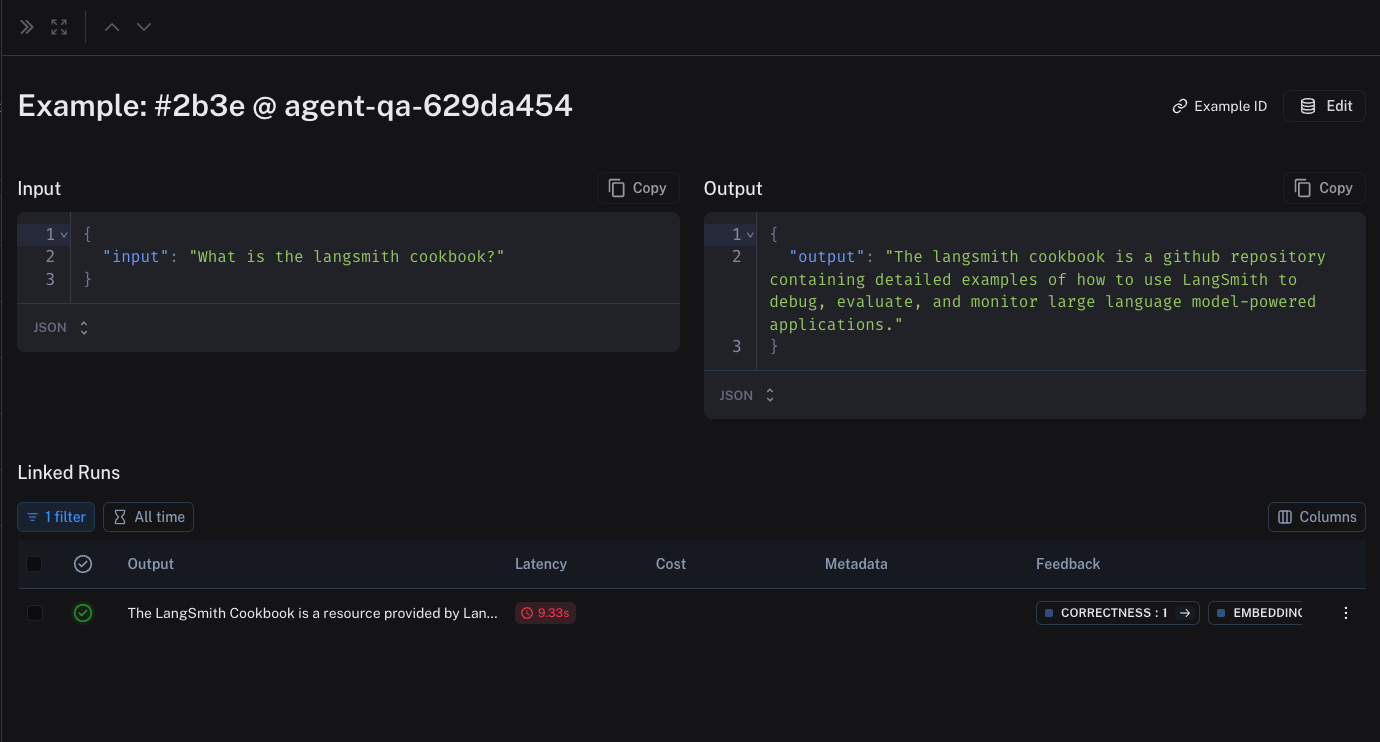 Example: #2b3e @ agent-qa-629da454
Example ID
Edit
Input
Copy
1 {
2 "input": "What is the langsmith cookbook?"
3 }
JSON
Output
Copy
1 {
2 "output": "The langsmith cookbook is a github repository
containing detailed examples of how to use LangSmith to
debug, evaluate, and monitor large language model-powered
applications."
3 }
JSON
Linked Runs
1 filter
All time
Columns
Output Latency Cost Metadata Feedback
The LangSmith Cookbook is a resource provided by Lan... 9.33s CORRECTNESS : 1 → EMBEDDING